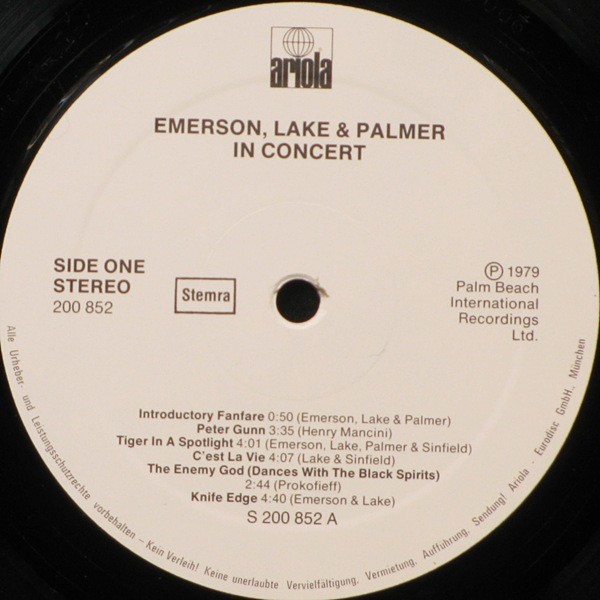 ariola
EMERSON, LAKE & PALMER
IN CONCERT
SIDE ONE
STEREO
200 852
Stemra
Ⓟ 1979
Palm Beach
International
Recordings
Ltd.
Introductory Fanfare 0:50 (Emerson, Lake & Palmer)
Peter Gunn 3:35 (Henry Mancini)
Tiger In A Spotlight 4:01 (Emerson, Lake, Palmer & Sinfield)
C'est La Vie 4:07 (Lake & Sinfield)
The Enemy God (Dances With The Black Spirits)
2:44 (Prokofieff)
Knife Edge 4:40 (Emerson & Lake)
S 200 852 A
Alle Urheber- und Leistungsschutzrechte vorbehalten – Kein Verleih! Keine unerlaubte Vervielfältigung, Vermietung, Aufführung, Sendung! Ariola - Eurodisc GmbH., München